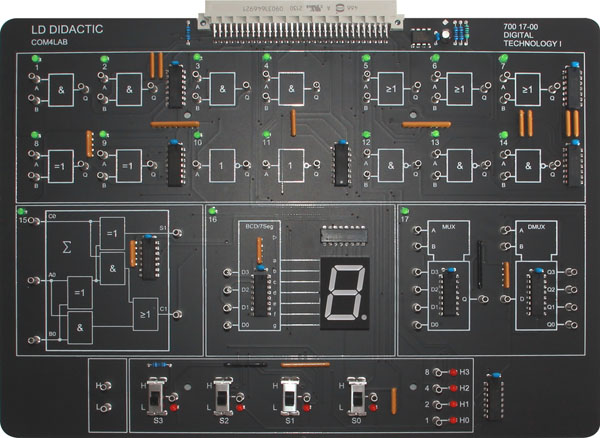 LD DIDACTIC
COM4LAB
700 17-00
DIGITAL
TECHNOLOGY I
1 2 3 4 5 6 7
A & Q A & Q A & Q A & Q A ≥1 Q A ≥1 Q A ≥1 Q
B B B B B B B
8 9 10 11 12 13 14
A =1 Q A =1 Q A 1 Q A 1 Q A & Q A & Q A & Q
B B B B B
15 16 17
C0 S1 BCD/7Seg MUX DMUX
Σ =1 A A
& B B
A0 =1 D3 a D3 Q3
D2 b D2 Q2
C1 D1 D1 Q Q1
B0 & ≥1 D0 g D0 D Q0
H H H H H 8 H3
4 H2
L L L L L 2 H1
S3 S2 S1 S0 1 H0